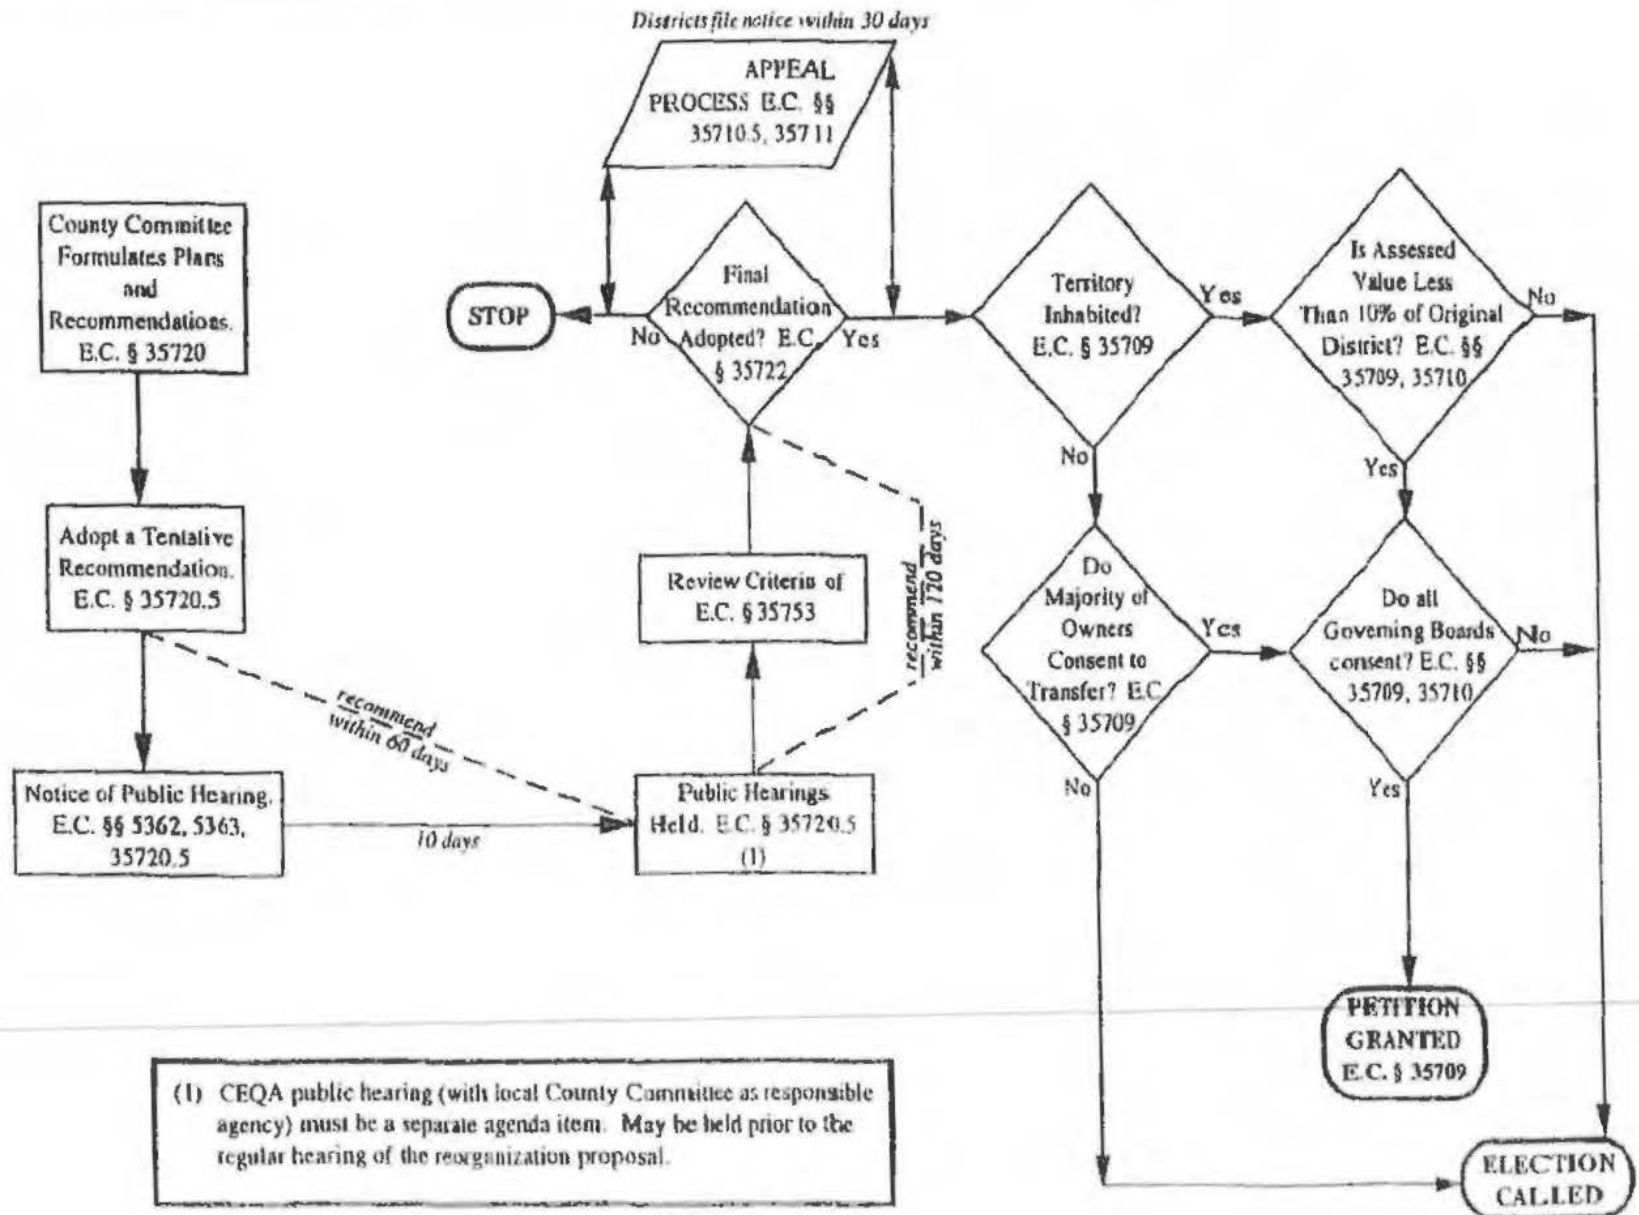 Districts file notice within 30 days
APPEAL
PROCESS E.C. §§
35710.5, 35711
County Committee
Formulates Plans
and
Recommendations.
E.C. § 35720
Adopt a Tentative
Recommendation.
E.C. § 35720.5
Notice of Public Hearing.
E.C. §§ 5362, 5363,
35720.5
recommend
within 60 days
10 days
Public Hearings
Held. E.C. § 35720.5
(1)
Review Criteria of
E.C. § 35753
recommend
within 120 days
Final
Recommendation
Adopted? E.C.
§ 35722
No
Yes
STOP
Territory
Inhabited?
E.C. § 35709
Yes
No
Is Assessed
Value Less
Than 10% of Original
District? E.C. §§
35709, 35710
No
Yes
Do
Majority of
Owners
Consent to
Transfer? E.C
§ 35709
Yes
No
Do all
Governing Boards
consent? E.C. §§
35709, 35710
No
Yes
PETITION
GRANTED
E.C. § 35709
ELECTION
CALLED
(1) CEQA public hearing (with local County Committee as responsible
agency) must be a separate agenda item. May be held prior to the
regular hearing of the reorganization proposal.